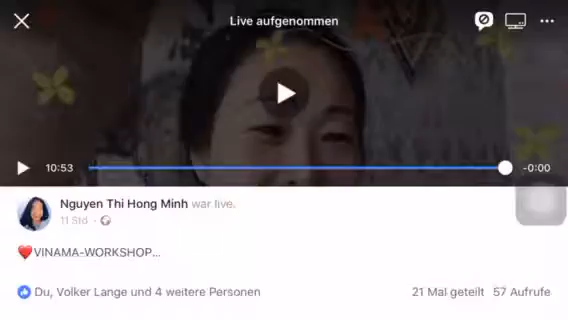 Live aufgenommen
10:53
-0:00
Nguyen Thi Hong Minh was live.
11 Std ·
❤️VINAMA-WORKSHOP...
Du, Volker Lange und 4 weitere Personen
21 Mal geteilt 57 Aufrufe